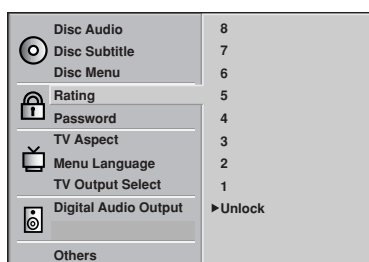 Disc Audio
Disc Subtitle
Disc Menu
Rating
Password
TV Aspect
Menu Language
TV Output Select
Digital Audio Output
Others
8
7
6
5
4
3
2
1
►Unlock